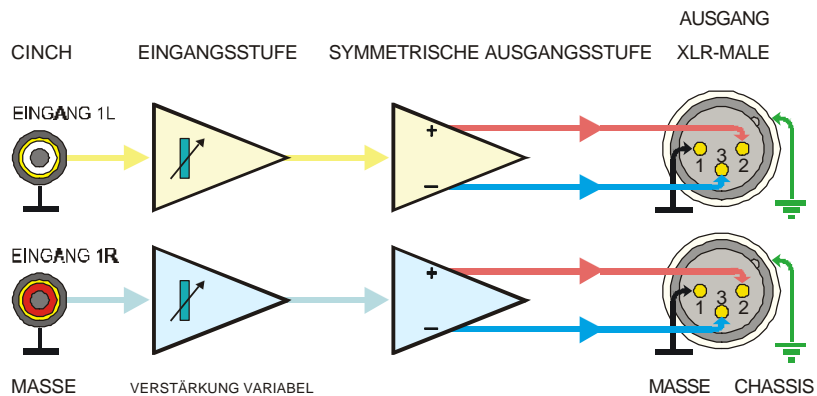 AUSGANG
CINCH EINGANGSSTUFE SYMMETRISCHE AUSGANGSSTUFE XLR-MALE
EINGANG 1L
+
−
1 3 2
EINGANG 1R
+
−
1 3 2
MASSE VERSTÄRKUNG VARIABEL MASSE CHASSIS